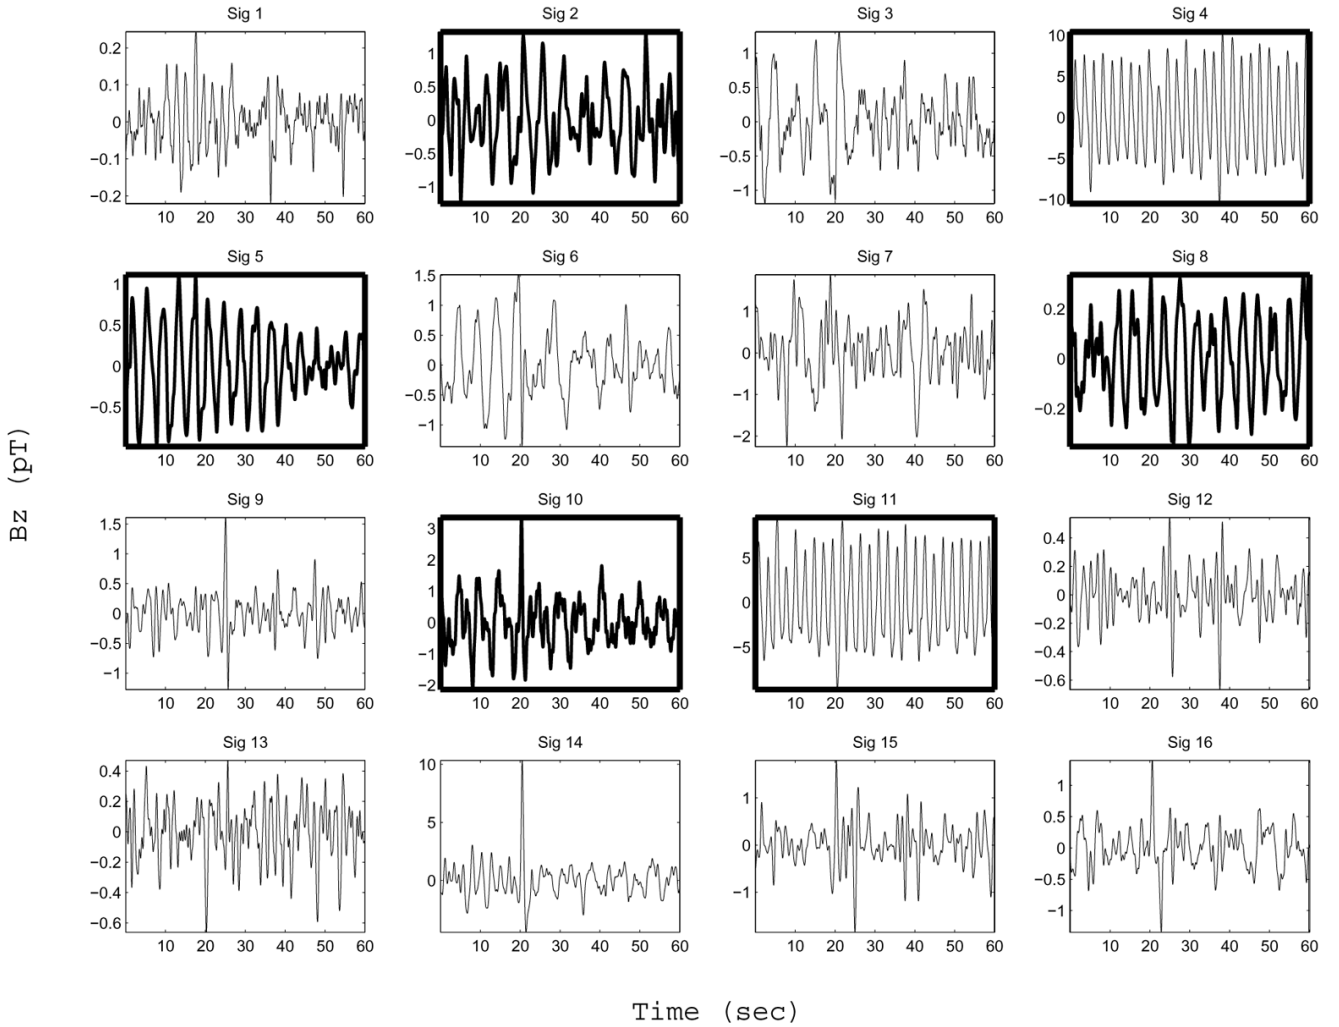 Sig 1 Sig 2 Sig 3 Sig 4
0.2 0.1 0 −0.1 −0.2
1 0.5 0 −0.5 −1
1 0.5 0 −0.5 −1
10 5 0 −5 −10
10 20 30 40 50 60 10 20 30 40 50 60 10 20 30 40 50 60 10 20 30 40 50 60
Sig 5 Sig 6 Sig 7 Sig 8
1 0.5 0 −0.5
1.5 1 0.5 0 −0.5 −1
1 0 −1 −2
0.2 0 −0.2
10 20 30 40 50 60 10 20 30 40 50 60 10 20 30 40 50 60 10 20 30 40 50 60
Bz (pT)
Sig 9 Sig 10 Sig 11 Sig 12
1.5 1 0.5 0 −0.5 −1
3 2 1 0 −1 −2
5 0 −5
0.4 0.2 0 −0.2 −0.4 −0.6
10 20 30 40 50 60 10 20 30 40 50 60 10 20 30 40 50 60 10 20 30 40 50 60
Sig 13 Sig 14 Sig 15 Sig 16
0.4 0.2 0 −0.2 −0.4 −0.6
10 5 0
1 0 −1
1 0.5 0 −0.5 −1
10 20 30 40 50 60 10 20 30 40 50 60 10 20 30 40 50 60 10 20 30 40 50 60
Time (sec)